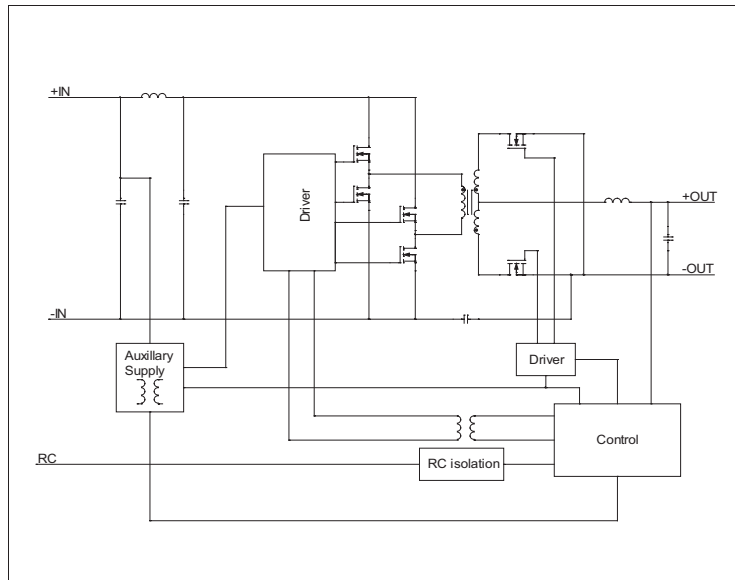 +IN
Driver
+OUT
-OUT
-IN
Auxillary
Supply
Driver
Control
RC
RC isolation